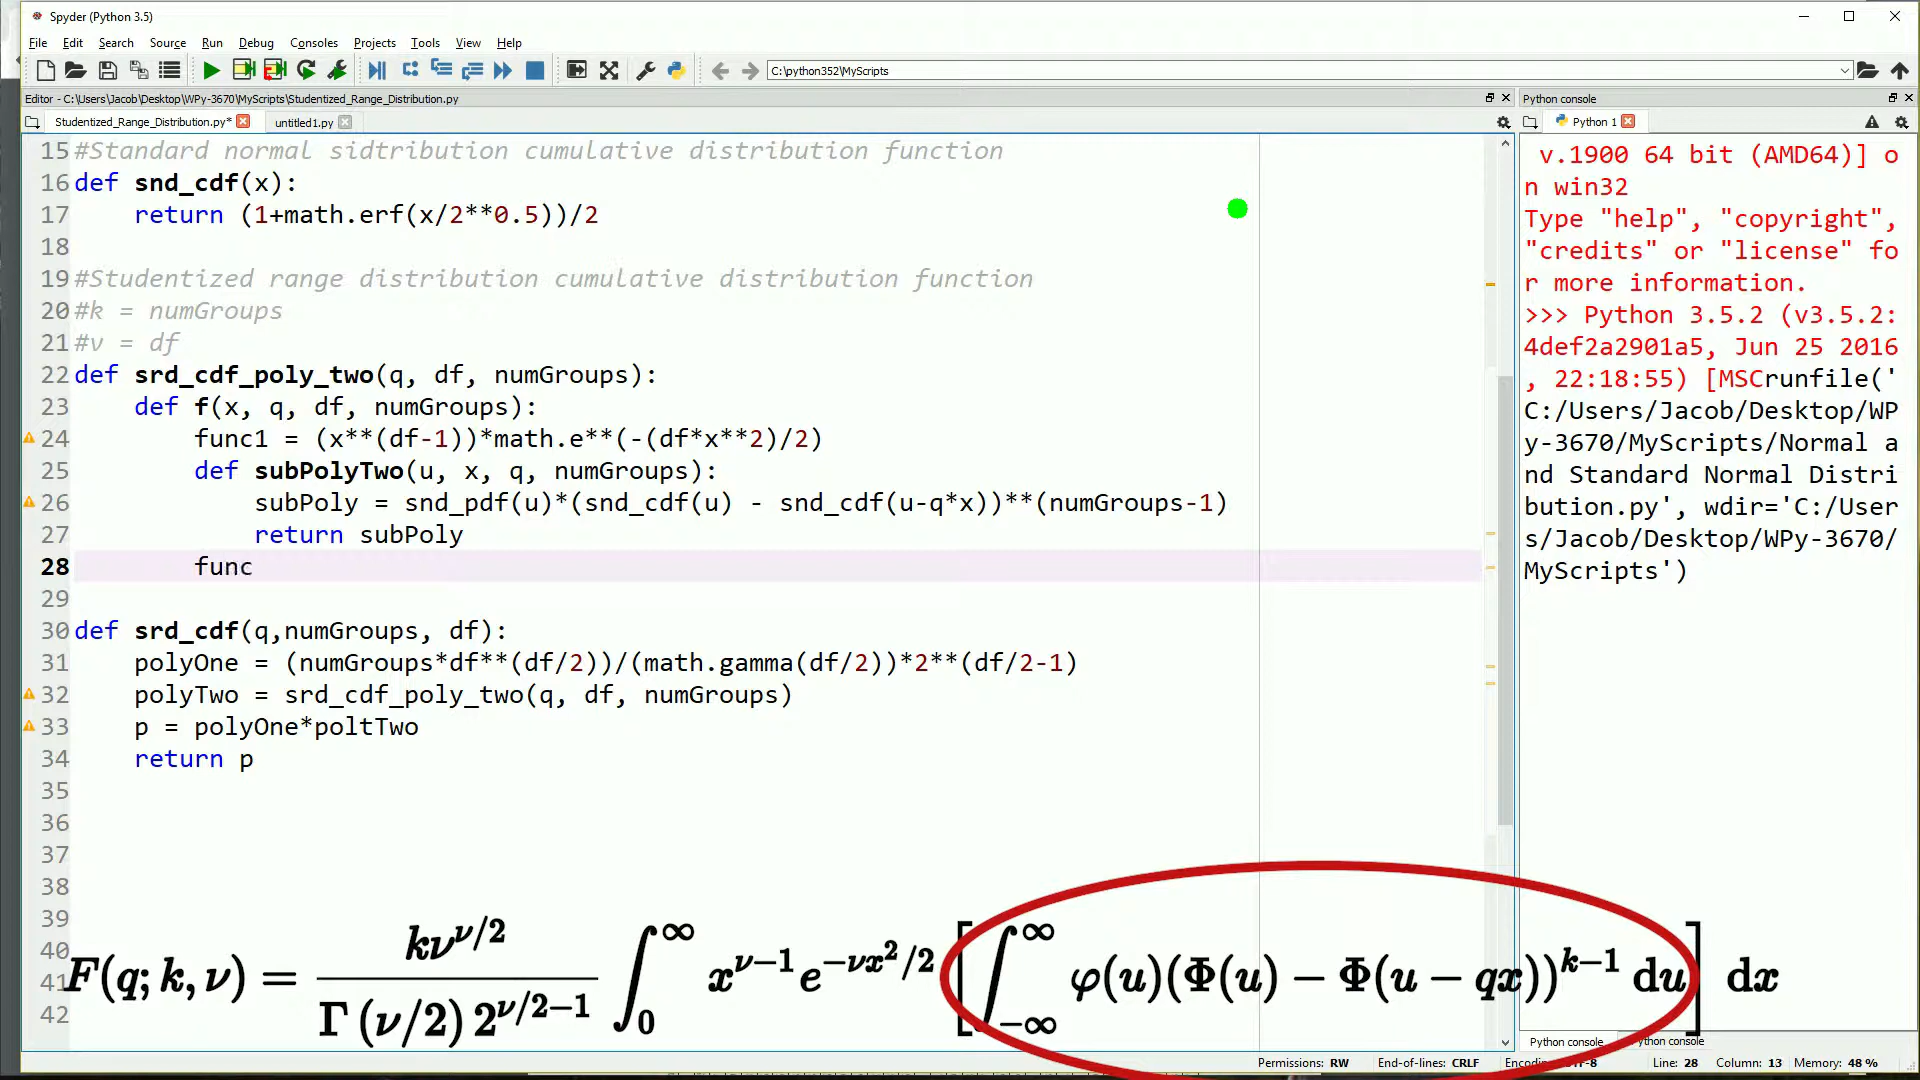 Spyder (Python 3.5)
File Edit Search Source Run Debug Consoles Projects Tools View Help
C:\python352\MyScripts
Editor - C:\Users\Jacob\Desktop\WPy-3670\MyScripts\Studentized_Range_Distribution.py
Studentized_Range_Distribution.py* untitled1.py
15 #Standard normal sidtribution cumulative distribution function
16 def snd_cdf(x):
17 return (1+math.erf(x/2**0.5))/2
18
19 #Studentized range distribution cumulative distribution function
20 #k = numGroups
21 #v = df
22 def srd_cdf_poly_two(q, df, numGroups):
23 def f(x, q, df, numGroups):
24 func1 = (x**(df-1))*math.e**(-(df*x**2)/2)
25 def subPolyTwo(u, x, q, numGroups):
26 subPoly = snd_pdf(u)*(snd_cdf(u) - snd_cdf(u-q*x))**(numGroups-1)
27 return subPoly
28 func
29
30 def srd_cdf(q,numGroups, df):
31 polyOne = (numGroups*df**(df/2))/(math.gamma(df/2))*2**(df/2-1)
32 polyTwo = srd_cdf_poly_two(q, df, numGroups)
33 p = polyOne*poltTwo
34 return p
35
36
37
38
39
40
41
42
F(q; k, ν) = kν^{ν/2} / Γ(ν/2) 2^{ν/2−1} ∫_0^∞ x^{ν−1} e^{−νx²/2} [∫_{−∞}^∞ φ(u)(Φ(u) − Φ(u − qx))^{k−1} du] dx
Python console
Python 1
v.1900 64 bit (AMD64)] o
n win32
Type "help", "copyright",
"credits" or "license" fo
r more information.
>>> Python 3.5.2 (v3.5.2:
4def2a2901a5, Jun 25 2016
, 22:18:55) [MSCrunfile('
C:/Users/Jacob/Desktop/WP
y-3670/MyScripts/Normal a
nd Standard Normal Distri
bution.py', wdir='C:/User
s/Jacob/Desktop/WPy-3670/
MyScripts')
Python console
Permissions: RW End-of-lines: CRLF Line: 28 Column: 13 Memory: 48 %